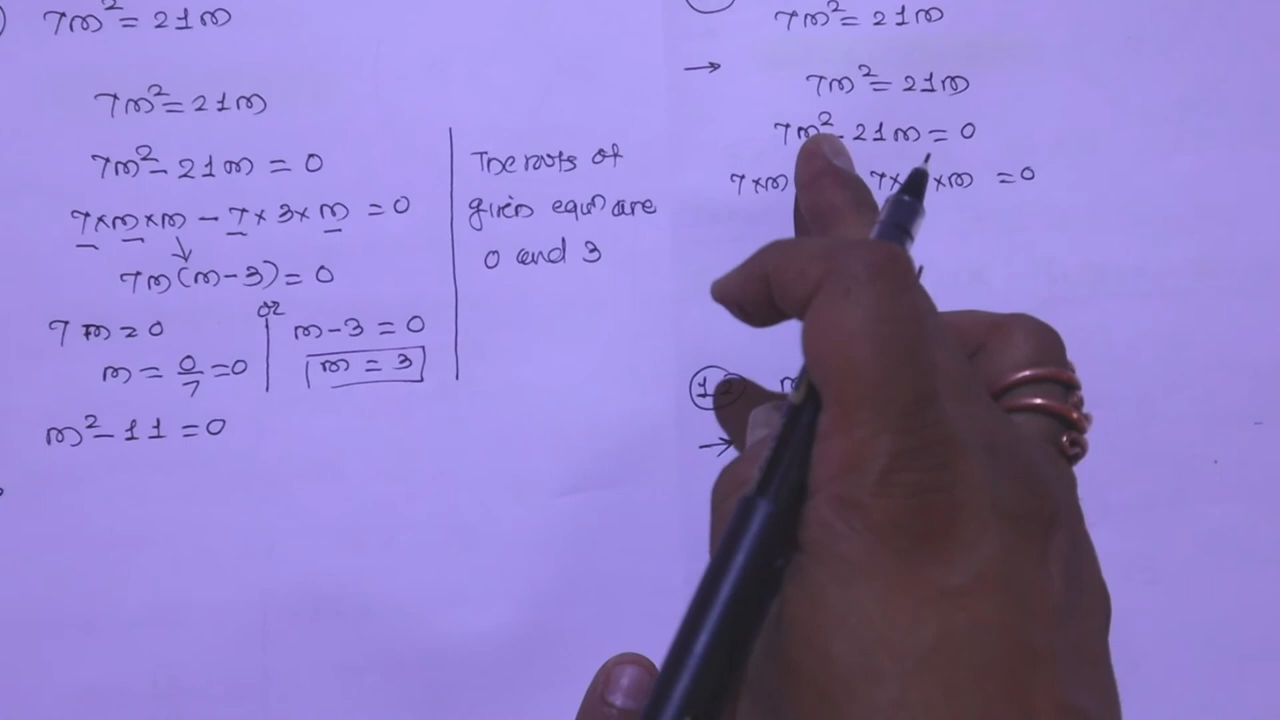 7m² = 21m
7m² = 21m
7m² - 21m = 0
7×m×m - 7×3×m = 0
7m(m-3) = 0
7m = 0 or m-3 = 0
m = 0/7 = 0 m = 3
m² - 11 = 0
The roots of
given equn are
0 and 3
7m² = 21m
→ 7m² = 21m
7m² - 21m = 0
7×m 7× ×m = 0
12 m
→